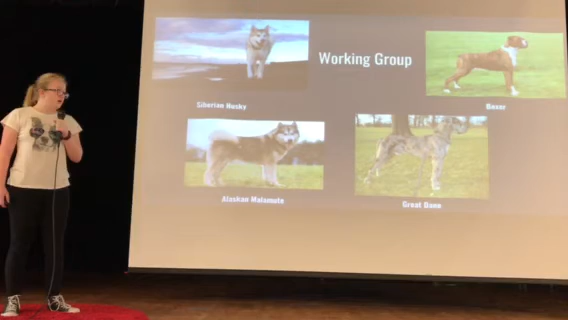 Working Group
Siberian Husky
Boxer
Alaskan Malamute
Great Dane